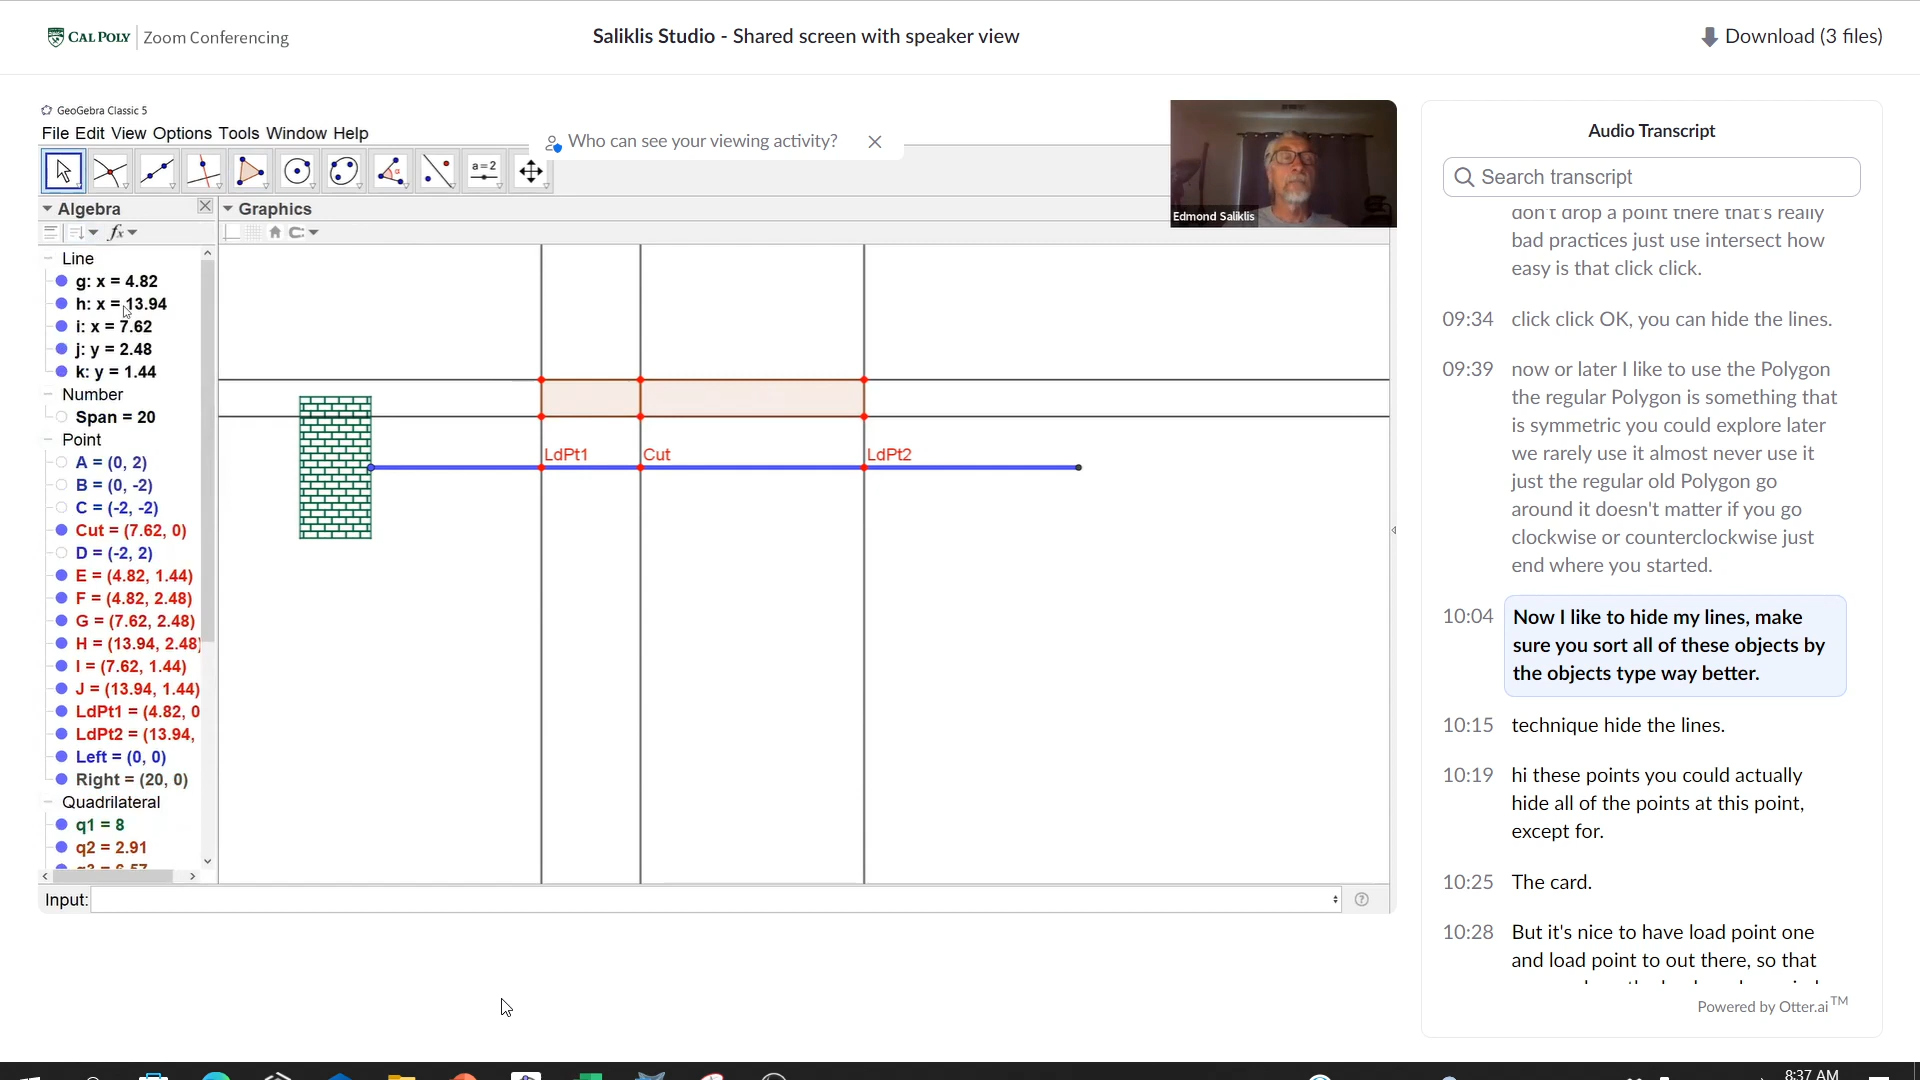 CAL POLY Zoom Conferencing
Saliklis Studio - Shared screen with speaker view
Download (3 files)
GeoGebra Classic 5
File Edit View Options Tools Window Help
Who can see your viewing activity?
a=2
Edmond Saliklis
Algebra
Graphics
Line
g: x = 4.82
h: x = 13.94
i: x = 7.62
j: y = 2.48
k: y = 1.44
Number
Span = 20
Point
A = (0, 2)
B = (0, -2)
C = (-2, -2)
Cut = (7.62, 0)
D = (-2, 2)
E = (4.82, 1.44)
F = (4.82, 2.48)
G = (7.62, 2.48)
H = (13.94, 2.48)
I = (7.62, 1.44)
J = (13.94, 1.44)
LdPt1 = (4.82, 0
LdPt2 = (13.94,
Left = (0, 0)
Right = (20, 0)
Quadrilateral
q1 = 8
q2 = 2.91
LdPt1
Cut
LdPt2
Input:
Audio Transcript
Search transcript
don't drop a point there that's really
bad practices just use intersect how
easy is that click click.
09:34 click click OK, you can hide the lines.
09:39 now or later I like to use the Polygon
the regular Polygon is something that
is symmetric you could explore later
we rarely use it almost never use it
just the regular old Polygon go
around it doesn't matter if you go
clockwise or counterclockwise just
end where you started.
10:04 Now I like to hide my lines, make
sure you sort all of these objects by
the objects type way better.
10:15 technique hide the lines.
10:19 hi these points you could actually
hide all of the points at this point,
except for.
10:25 The card.
10:28 But it's nice to have load point one
and load point to out there, so that
Powered by Otter.ai™
8:37 AM